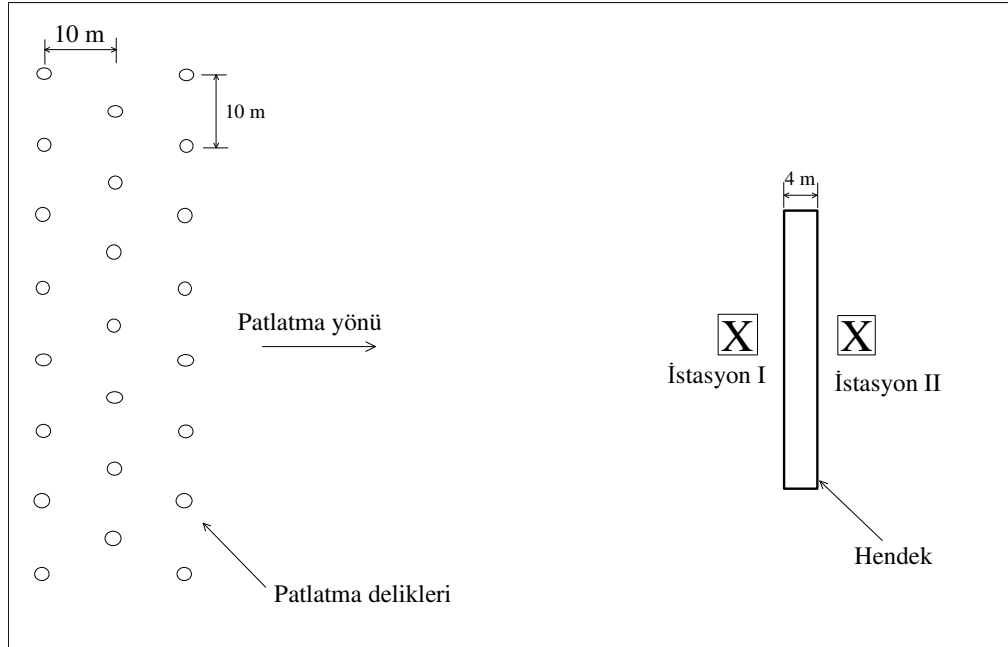 10 m
10 m
4 m
Patlatma yönü
X
X
İstasyon I
İstasyon II
Hendek
Patlatma delikleri